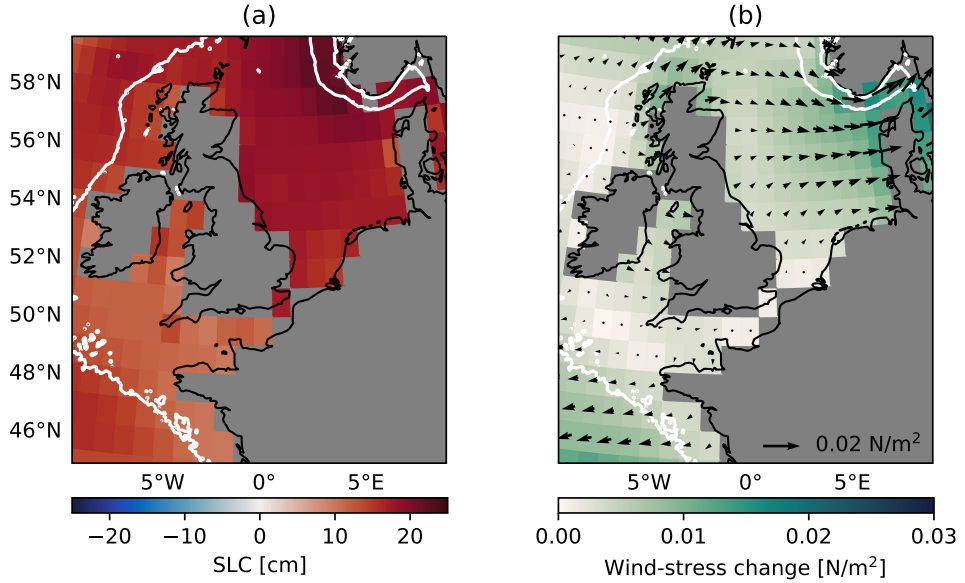 (a)
(b)
58°N
56°N
54°N
52°N
50°N
48°N
46°N
0.02 N/m²
5°W 0° 5°E
5°W 0° 5°E
−20 −10 0 10 20
0.00 0.01 0.02 0.03
SLC [cm]
Wind-stress change [N/m²]